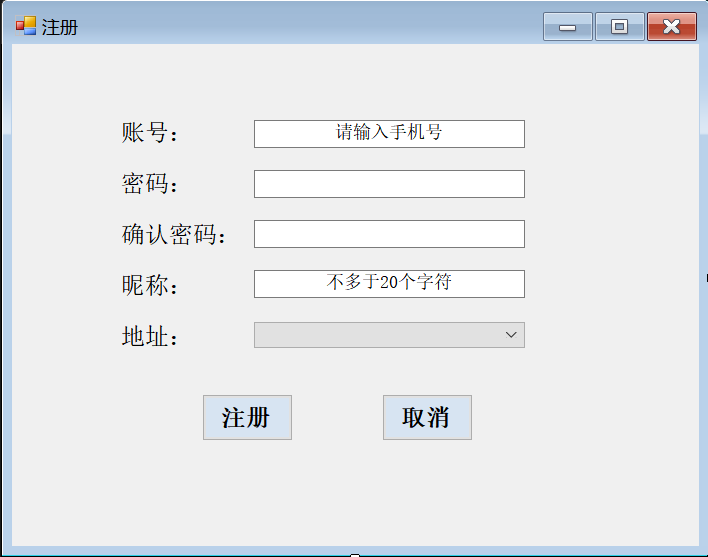 注册
账号： 请输入手机号
密码：
确认密码：
昵称： 不多于20个字符
地址：
注册 取消